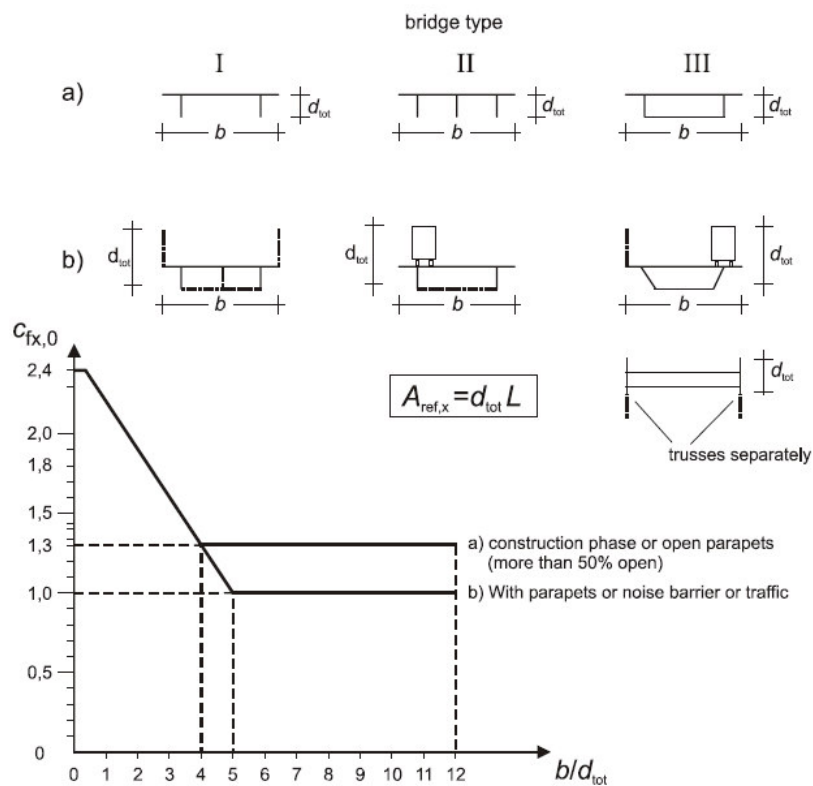 bridge type
I II III
a) d_tot d_tot d_tot
b b b
b) d_tot d_tot d_tot
b b b
c_fx,0
2,4
A_ref,x = d_tot L
d_tot
2,0
1,8
trusses separately
1,5
1,3
a) construction phase or open parapets
(more than 50% open)
1,0
b) With parapets or noise barrier or traffic
0,5
0
0 1 2 3 4 5 6 7 8 9 10 11 12
b/d_tot